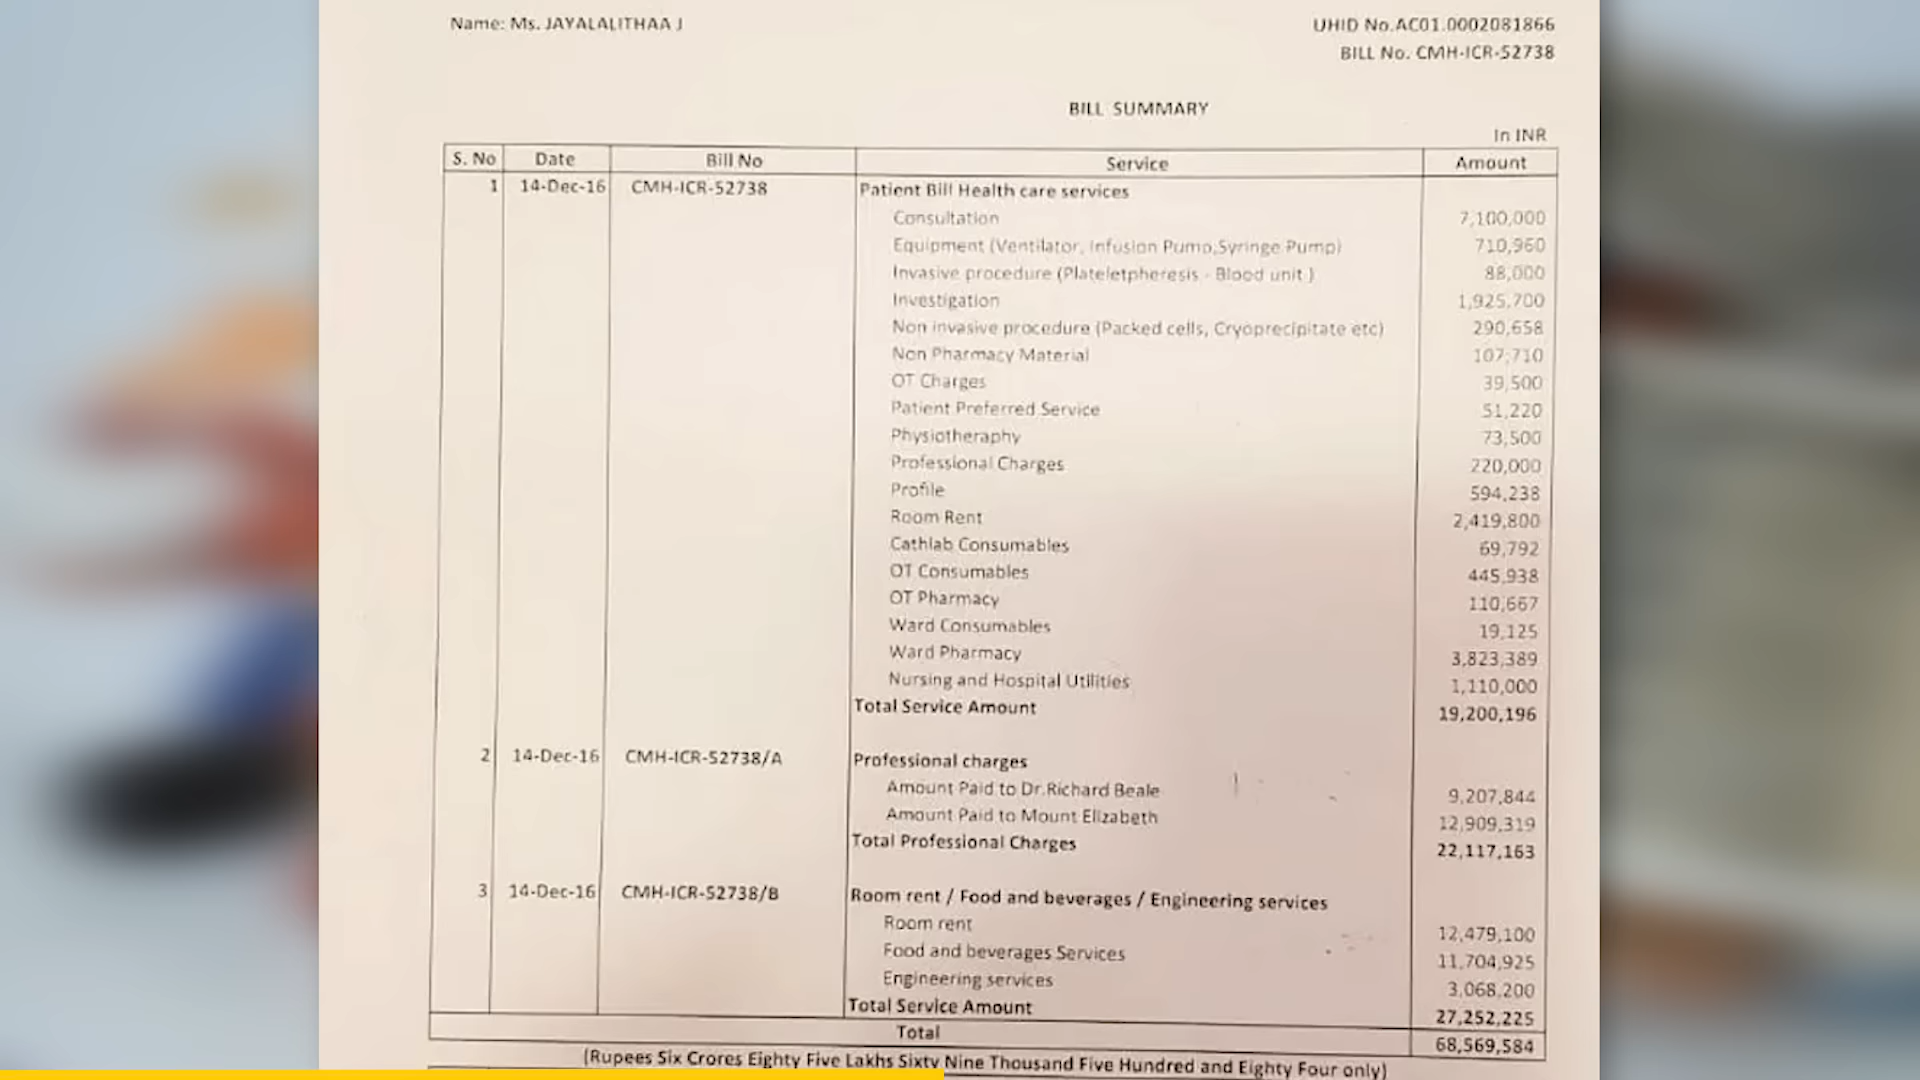 Name: Ms. JAYALALITHAA J
UHID No.AC01.0002081866
BILL No. CMH-ICR-52738
BILL SUMMARY
In INR
S. No Date Bill No Service Amount
1 14-Dec-16 CMH-ICR-52738 Patient Bill Health care services
Consultation 7,100,000
Equipment (Ventilator, Infusion Pump,Syringe Pump) 710,960
Invasive procedure (Plateletpheresis - Blood unit ) 88,000
Investigation 1,925,700
Non invasive procedure (Packed cells, Cryoprecipitate etc) 290,658
Non Pharmacy Material 107,710
OT Charges 39,500
Patient Preferred Service 51,220
Physiotheraphy 73,500
Professional Charges 220,000
Profile 594,238
Room Rent 2,419,800
Cathlab Consumables 69,792
OT Consumables 445,938
OT Pharmacy 110,667
Ward Consumables 19,125
Ward Pharmacy 3,823,389
Nursing and Hospital Utilities 1,110,000
Total Service Amount 19,200,196
2 14-Dec-16 CMH-ICR-52738/A Professional charges
Amount Paid to Dr.Richard Beale 9,207,844
Amount Paid to Mount Elizabeth 12,909,319
Total Professional Charges 22,117,163
3 14-Dec-16 CMH-ICR-52738/B Room rent / Food and beverages / Engineering services
Room rent 12,479,100
Food and beverages Services 11,704,925
Engineering services 3,068,200
Total Service Amount 27,252,225
Total 68,569,584
(Rupees Six Crores Eighty Five Lakhs Sixty Nine Thousand Five Hundred and Eighty Four only)